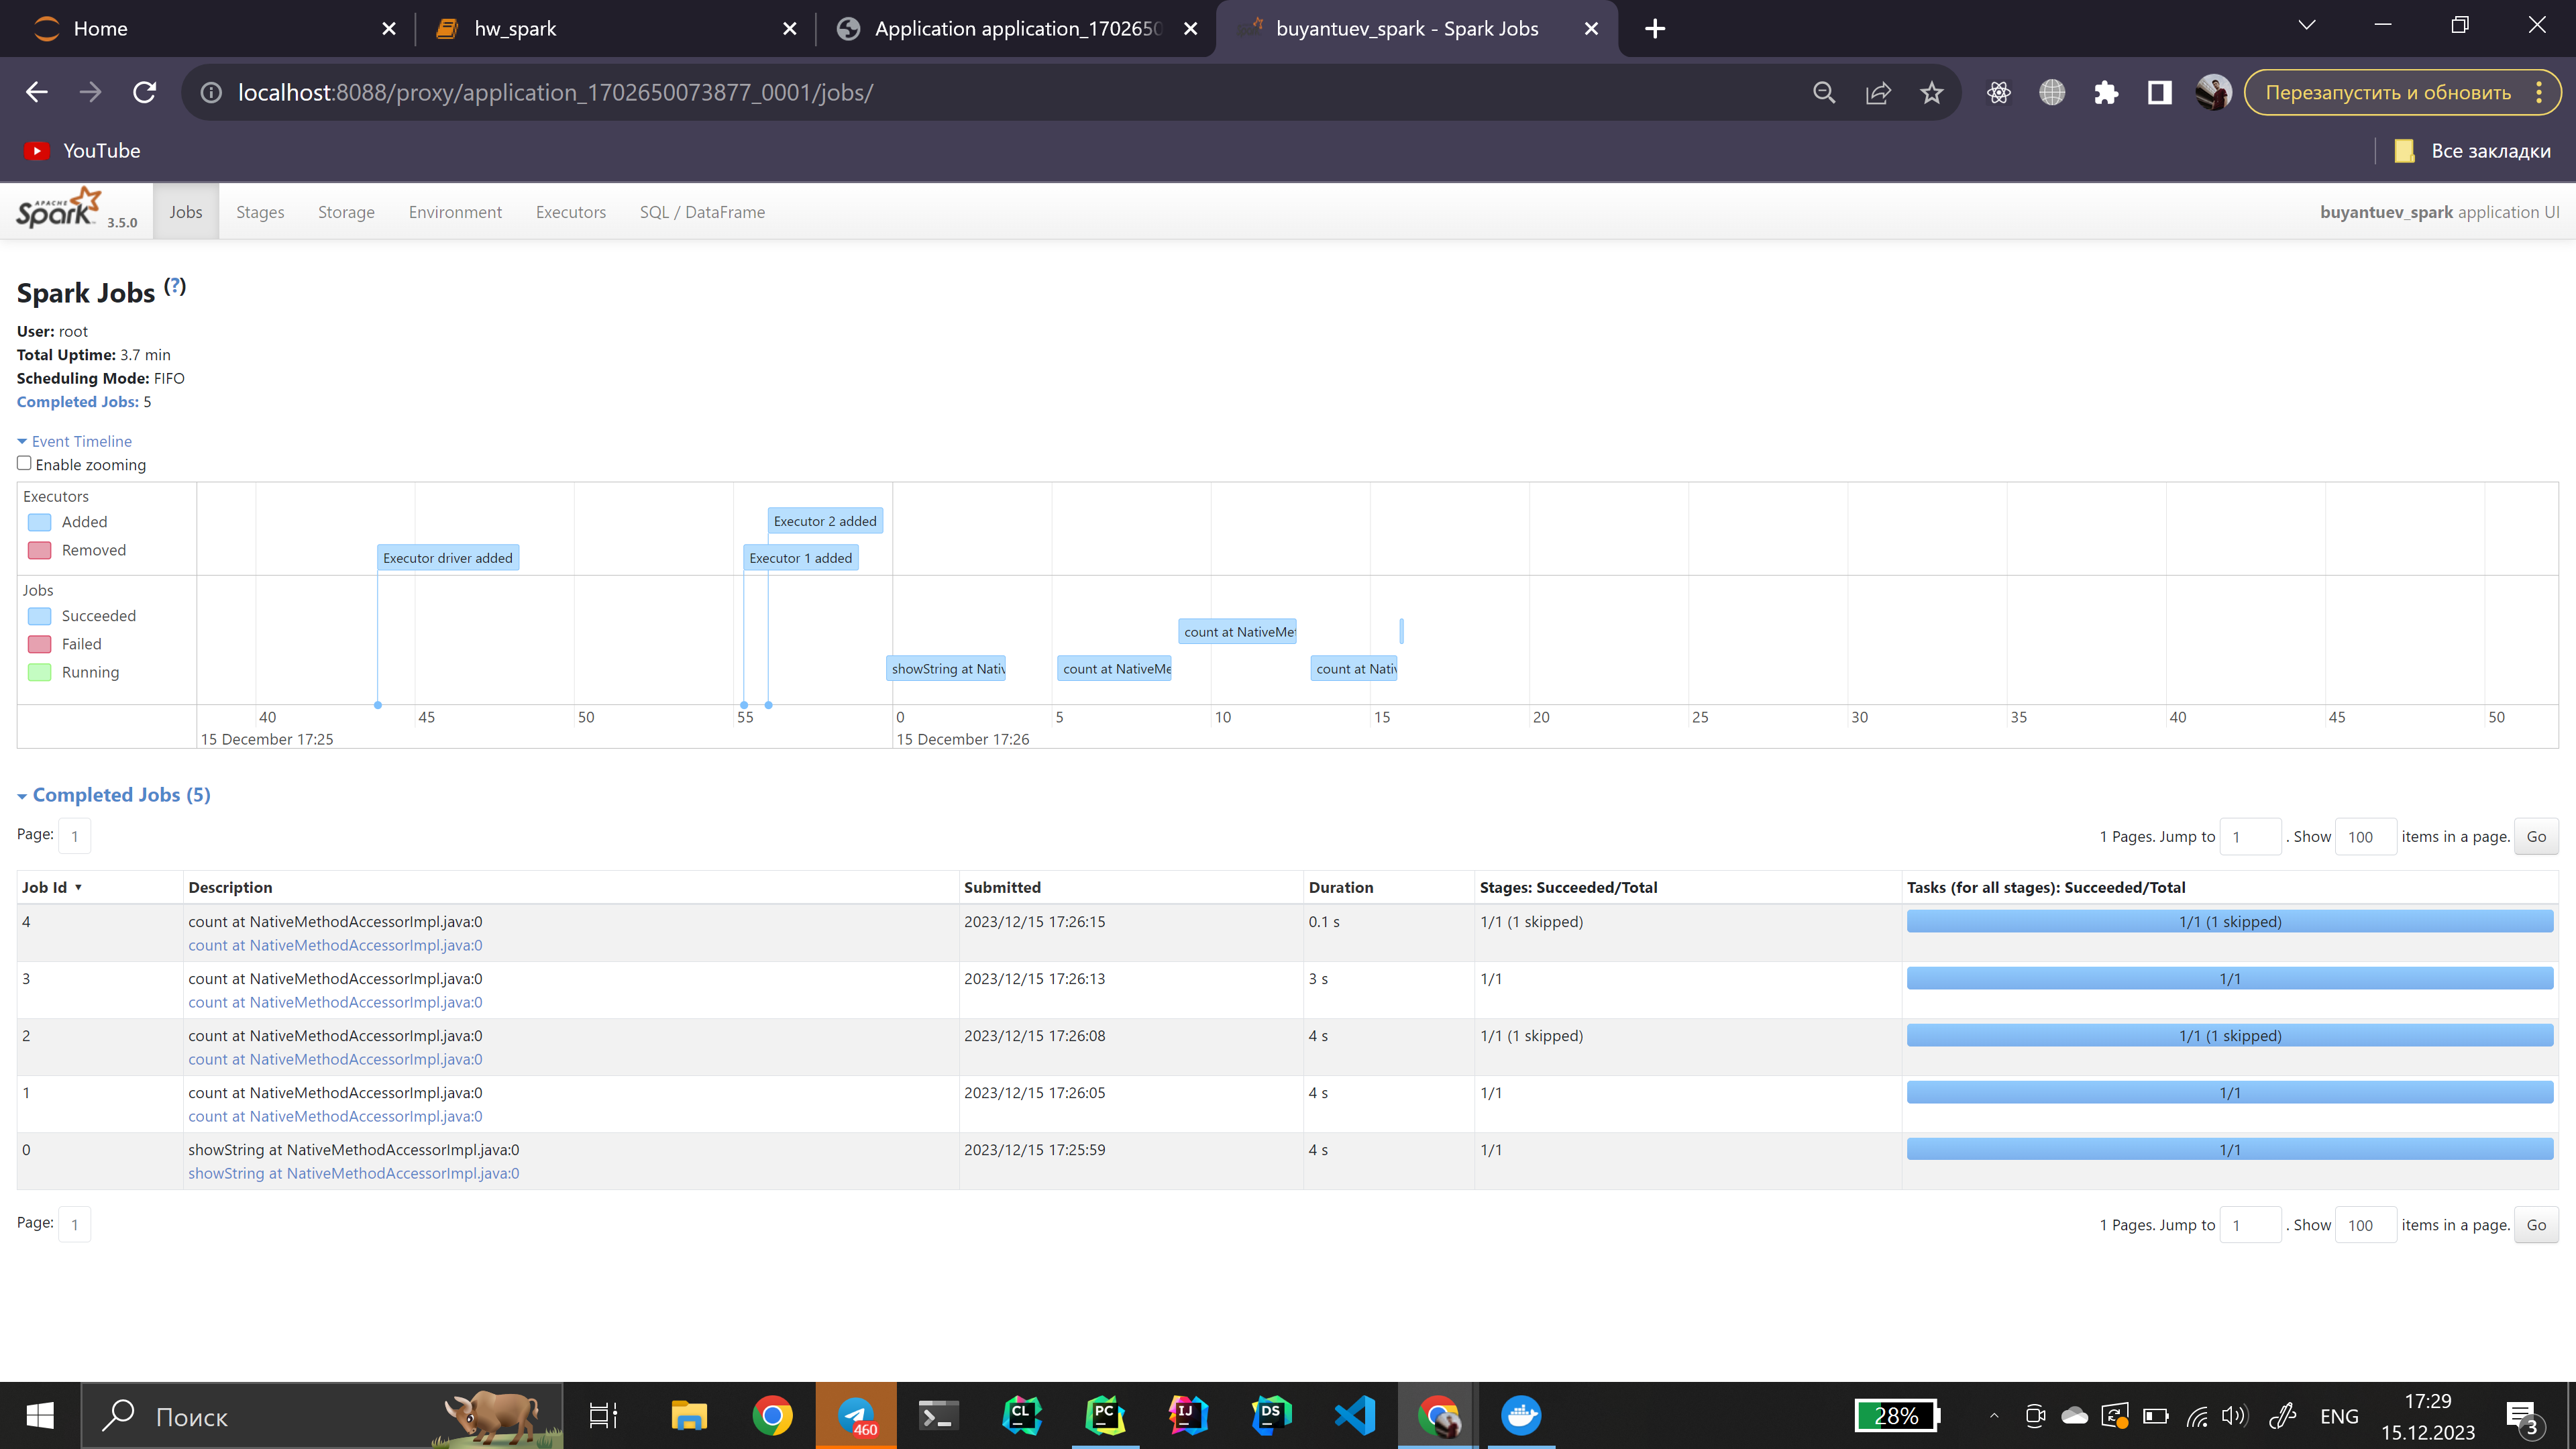 Home
hw_spark
Application application_1702650
buyantuev_spark - Spark Jobs
localhost:8088/proxy/application_1702650073877_0001/jobs/
Перезапустить и обновить
YouTube
Все закладки
APACHE
Spark 3.5.0
Jobs
Stages
Storage
Environment
Executors
SQL / DataFrame
buyantuev_spark application UI
Spark Jobs (?)
User: root
Total Uptime: 3.7 min
Scheduling Mode: FIFO
Completed Jobs: 5
Event Timeline
Enable zooming
Executors
Added
Removed
Executor 2 added
Executor driver added
Executor 1 added
Jobs
Succeeded
Failed
Running
count at NativeMet
showString at Nativ
count at NativeMe
count at Nativ
40 45 50 55 0 5 10 15 20 25 30 35 40 45 50
15 December 17:25
15 December 17:26
Completed Jobs (5)
Page: 1
1 Pages. Jump to 1 . Show 100 items in a page. Go
Job Id ▾ Description Submitted Duration Stages: Succeeded/Total Tasks (for all stages): Succeeded/Total
4 count at NativeMethodAccessorImpl.java:0 2023/12/15 17:26:15 0.1 s 1/1 (1 skipped) 1/1 (1 skipped)
count at NativeMethodAccessorImpl.java:0
3 count at NativeMethodAccessorImpl.java:0 2023/12/15 17:26:13 3 s 1/1 1/1
count at NativeMethodAccessorImpl.java:0
2 count at NativeMethodAccessorImpl.java:0 2023/12/15 17:26:08 4 s 1/1 (1 skipped) 1/1 (1 skipped)
count at NativeMethodAccessorImpl.java:0
1 count at NativeMethodAccessorImpl.java:0 2023/12/15 17:26:05 4 s 1/1 1/1
count at NativeMethodAccessorImpl.java:0
0 showString at NativeMethodAccessorImpl.java:0 2023/12/15 17:25:59 4 s 1/1 1/1
showString at NativeMethodAccessorImpl.java:0
Page: 1
1 Pages. Jump to 1 . Show 100 items in a page. Go
Поиск
460
CL
PC
IJ
DS
28%
ENG
17:29
15.12.2023
3